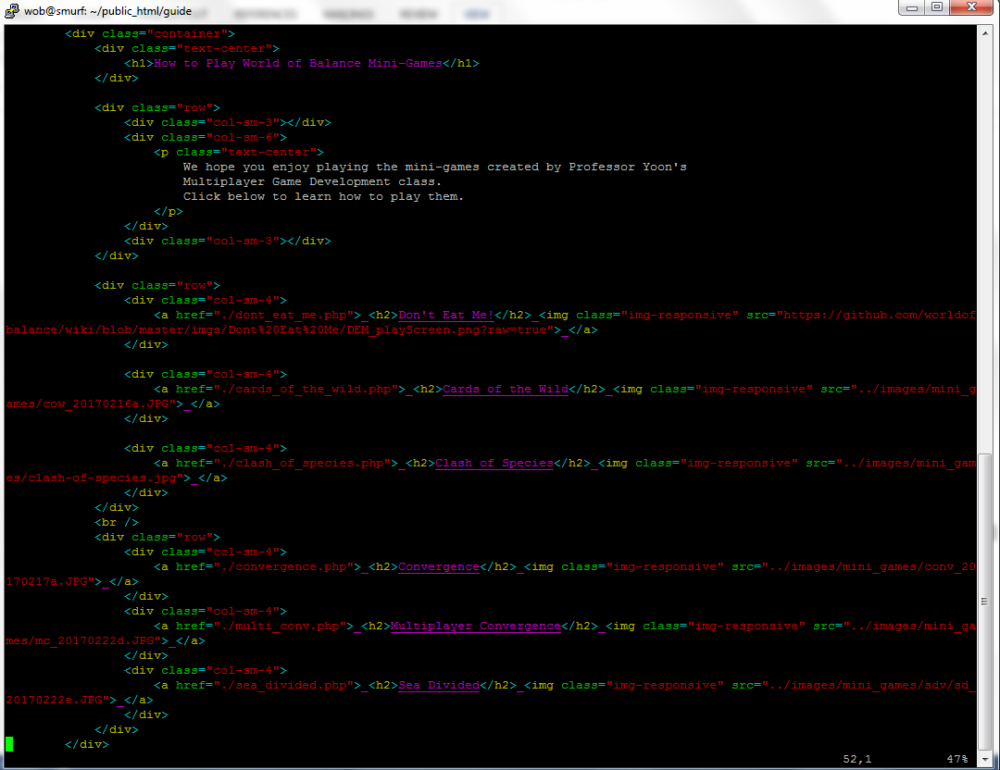 wob@smurf: ~/public_html/guide
<div class="container">
<div class="text-center">
<h1>How to Play World of Balance Mini-Games</h1>
</div>
<div class="row">
<div class="col-sm-3"></div>
<div class="col-sm-6">
<p class="text-center">
We hope you enjoy playing the mini-games created by Professor Yoon's
Multiplayer Game Development class.
Click below to learn how to play them.
</p>
</div>
<div class="col-sm-3"></div>
</div>
<div class="row">
<div class="col-sm-4">
<a href="./dont_eat_me.php"> <h2>Don't Eat Me!</h2> <img class="img-responsive" src="https://github.com/worldof
balance/wiki/blob/master/imgs/Dont%20Eat%20Me/DEM_playScreen.png?raw=true"> </a>
</div>
<div class="col-sm-4">
<a href="./cards_of_the_wild.php"> <h2>Cards of the Wild</h2> <img class="img-responsive" src="../images/mini_g
ames/cow_20170216a.JPG"> </a>
</div>
<div class="col-sm-4">
<a href="./clash_of_species.php"> <h2>Clash of Species</h2> <img class="img-responsive" src="../images/mini_gam
es/clash-of-species.jpg"> </a>
</div>
</div>
<br />
<div class="row">
<div class="col-sm-4">
<a href="./convergence.php"> <h2>Convergence</h2> <img class="img-responsive" src="../images/mini_games/conv_20
170217a.JPG"> </a>
</div>
<div class="col-sm-4">
<a href="./multi_conv.php"> <h2>Multiplayer Convergence</h2> <img class="img-responsive" src="../images/mini_ga
mes/mc_20170222d.JPG"> </a>
</div>
<div class="col-sm-4">
<a href="./sea_divided.php"> <h2>Sea Divided</h2> <img class="img-responsive" src="../images/mini_games/sdv/sd_
20170222e.JPG"> </a>
</div>
</div>
</div>
52,1 47%